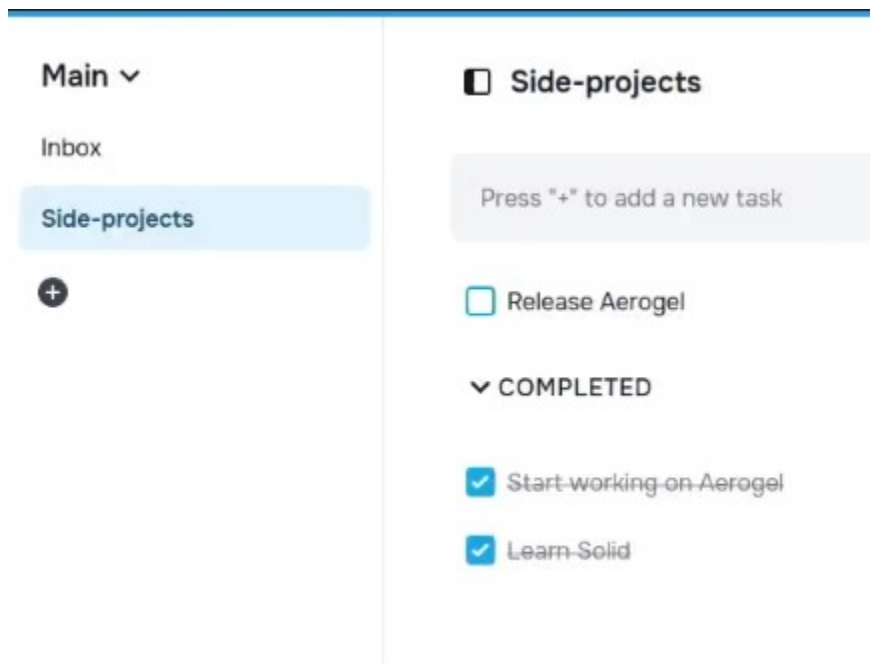 Main
Inbox
Side-projects
Side-projects
Press "+" to add a new task
Release Aerogel
COMPLETED
Start working on Aerogel
Learn Solid